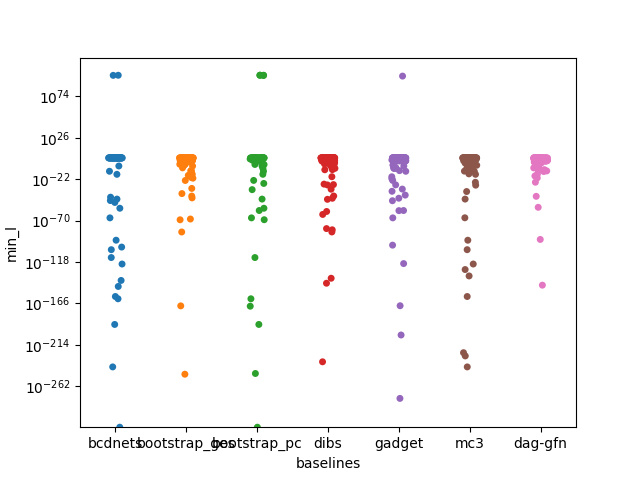 10^74
10^26
10^−22
10^−70
10^−118
10^−166
10^−214
10^−262
min_l
bcdnets bootstrap_ges bootstrap_pc dibs gadget mc3 dag-gfn
baselines